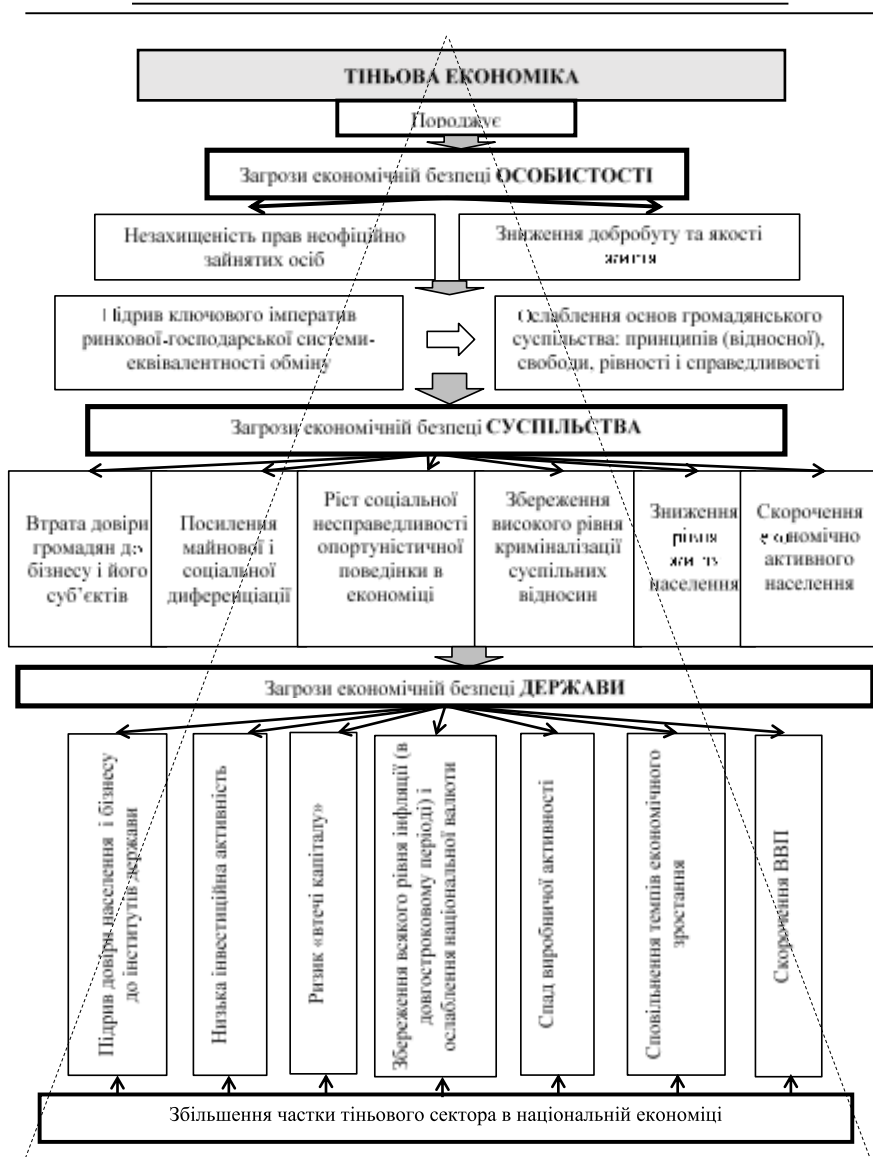 ТІНЬОВА ЕКОНОМІКА
Породжує
Загрози економічній безпеці ОСОБИСТОСТІ
Незахищеність прав неофіційно
зайнятих осіб
Зниження добробуту та якості
життя
Підрив ключового імператив
ринкової-господарської системи-
еквівалентності обміну
Ослаблення основ громадянського
суспільства: принципів (відносної),
свободи, рівності і справедливості
Загрози економічній безпеці СУСПІЛЬСТВА
Втрата довіри
громадян до
бізнесу і його
суб’єктів
Посилення
майнової і
соціальної
диференціації
Ріст соціальної
несправедливості
опортуністичної
поведінки в
економіці
Збереження
високого рівня
криміналізації
суспільних
відносин
Зниження
рівня
життя
населення
Скорочення
економічно
активного
населення
Загрози економічній безпеці ДЕРЖАВИ
Підрив довіри населення і бізнесу
до інститутів держави
Низька інвестиційна активність
Ризик «втечі капіталу»
Збереження всякого рівня інфляції (в
довгостроковому періоді) і
ослаблення національної валюти
Спад виробничої активності
Сповільнення темпів економічного
зростання
Скорочення ВВП
Збільшення частки тіньового сектора в національній економіці